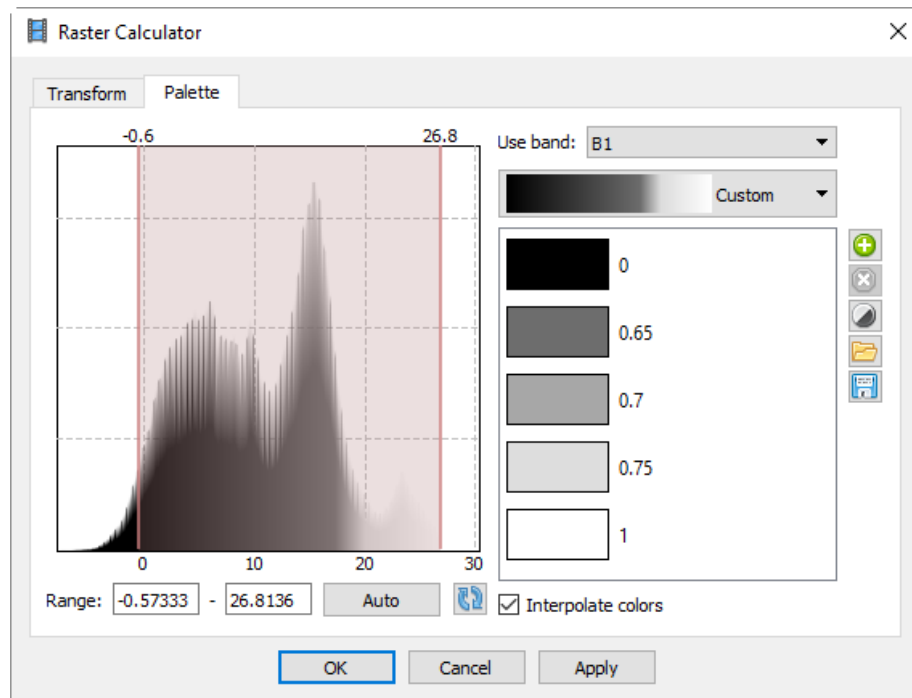 Raster Calculator
Transform Palette
-0.6 26.8
Use band: B1
Custom
0
0.65
0.7
0.75
1
0 10 20 30
Range: -0.57333 - 26.8136 Auto
Interpolate colors
OK Cancel Apply